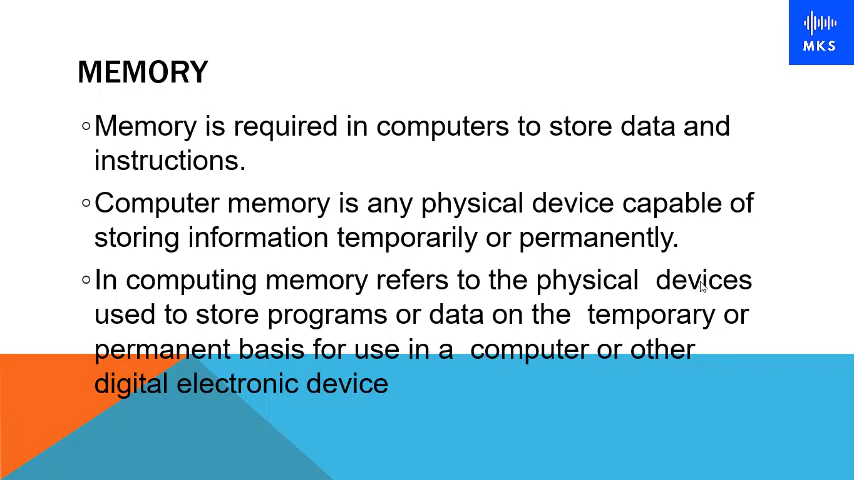 MKS
MEMORY
◦Memory is required in computers to store data and
instructions.
◦Computer memory is any physical device capable of
storing information temporarily or permanently.
◦In computing memory refers to the physical  devices
used to store programs or data on the  temporary or
permanent basis for use in a  computer or other
digital electronic device